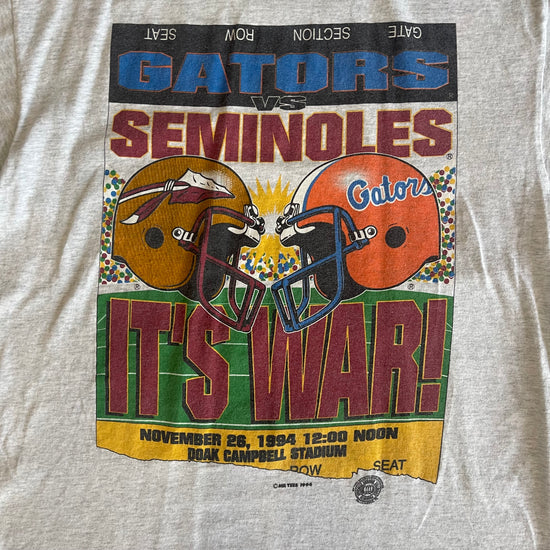 GATE SECTION ROW SEAT
GATORS
VS
SEMINOLES
Gators
IT'S WAR!
NOVEMBER 26, 1994 12:00 NOON
DOAK CAMPBELL STADIUM
ROW SEAT